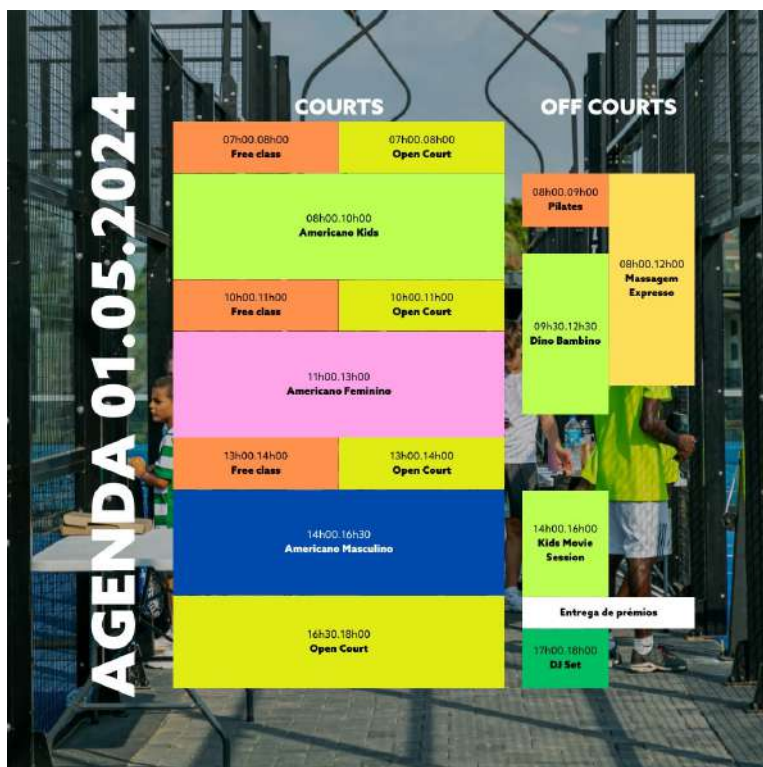 AGENDA 01.05.2024
COURTS
07h00.08h00
Free class
07h00.08h00
Open Court
08h00.10h00
Americano Kids
10h00.11h00
Free class
10h00.11h00
Open Court
11h00.13h00
Americano Feminino
13h00.14h00
Free class
13h00.14h00
Open Court
14h00.16h30
Americano Masculino
16h30.18h00
Open Court
OFF COURTS
08h00.09h00
Pilates
08h00.12h00
Massagem
Expresso
09h30.12h30
Dino Bambino
14h00.16h00
Kids Movie
Session
Entrega de prémios
17h00.18h00
DJ Set